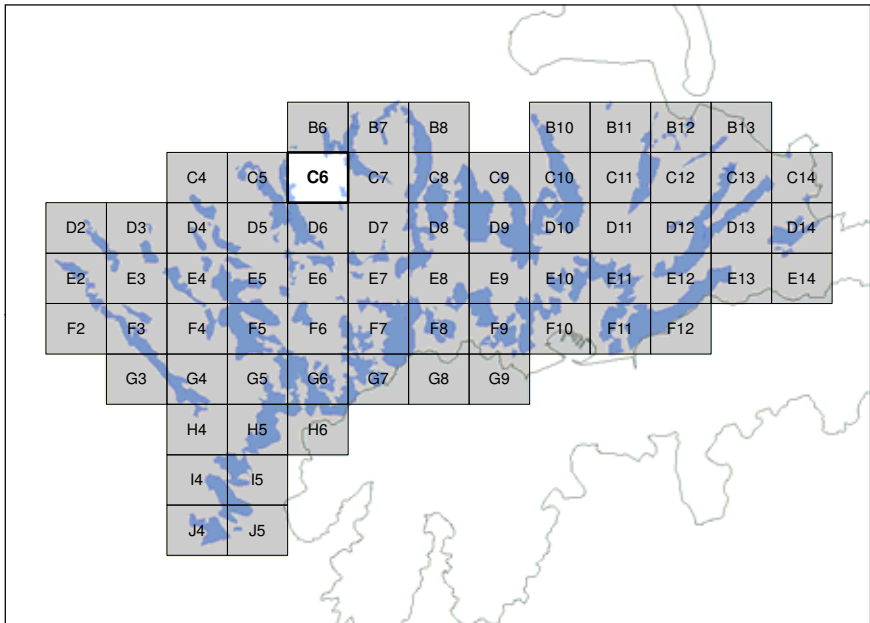 B6 B7 B8 B10 B11 B12 B13
C4 C5 C6 C7 C8 C9 C10 C11 C12 C13 C14
D2 D3 D4 D5 D6 D7 D8 D9 D10 D11 D12 D13 D14
E2 E3 E4 E5 E6 E7 E8 E9 E10 E11 E12 E13 E14
F2 F3 F4 F5 F6 F7 F8 F9 F10 F11 F12
G3 G4 G5 G6 G7 G8 G9
H4 H5 H6
I4 I5
J4 J5